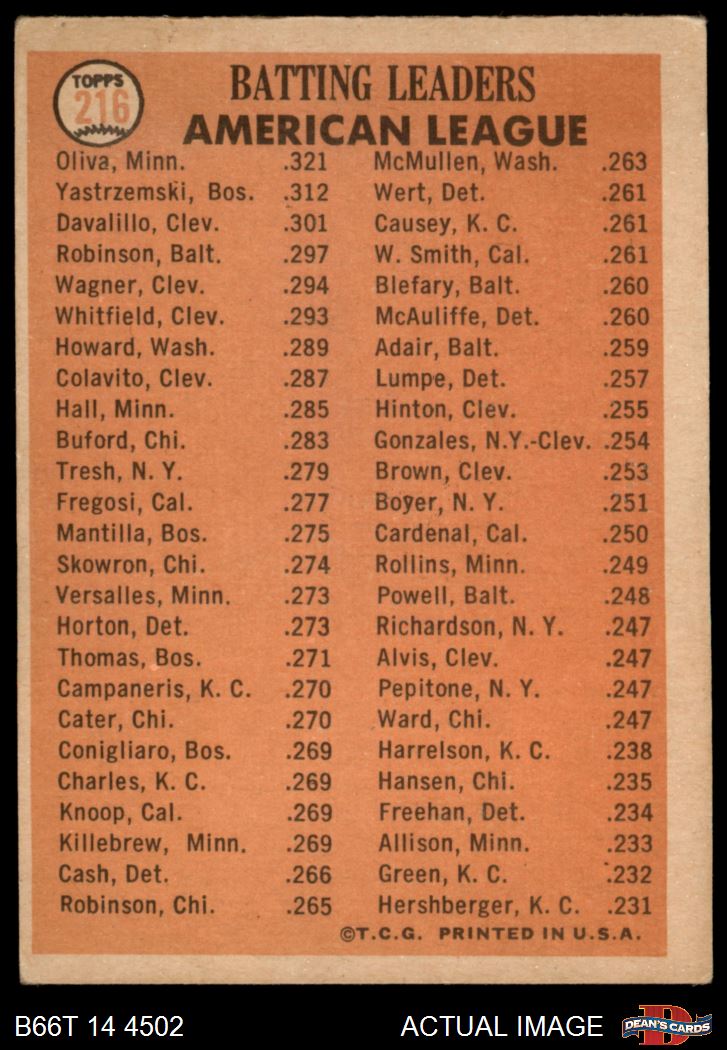 TOPPS
216
BATTING LEADERS
AMERICAN LEAGUE
Oliva, Minn. .321
Yastrzemski, Bos. .312
Davalillo, Clev. .301
Robinson, Balt. .297
Wagner, Clev. .294
Whitfield, Clev. .293
Howard, Wash. .289
Colavito, Clev. .287
Hall, Minn. .285
Buford, Chi. .283
Tresh, N. Y. .279
Fregosi, Cal. .277
Mantilla, Bos. .275
Skowron, Chi. .274
Versalles, Minn. .273
Horton, Det. .273
Thomas, Bos. .271
Campaneris, K. C. .270
Cater, Chi. .270
Conigliaro, Bos. .269
Charles, K. C. .269
Knoop, Cal. .269
Killebrew, Minn. .269
Cash, Det. .266
Robinson, Chi. .265
McMullen, Wash. .263
Wert, Det. .261
Causey, K. C. .261
W. Smith, Cal. .261
Blefary, Balt. .260
McAuliffe, Det. .260
Adair, Balt. .259
Lumpe, Det. .257
Hinton, Clev. .255
Gonzales, N.Y.-Clev. .254
Brown, Clev. .253
Boyer, N. Y. .251
Cardenal, Cal. .250
Rollins, Minn. .249
Powell, Balt. .248
Richardson, N. Y. .247
Alvis, Clev. .247
Pepitone, N. Y. .247
Ward, Chi. .247
Harrelson, K. C. .238
Hansen, Chi. .235
Freehan, Det. .234
Allison, Minn. .233
Green, K. C. .232
Hershberger, K. C. .231
©T.C.G. PRINTED IN U.S.A.
B66T 14 4502
ACTUAL IMAGE
D
DEAN'S CARDS